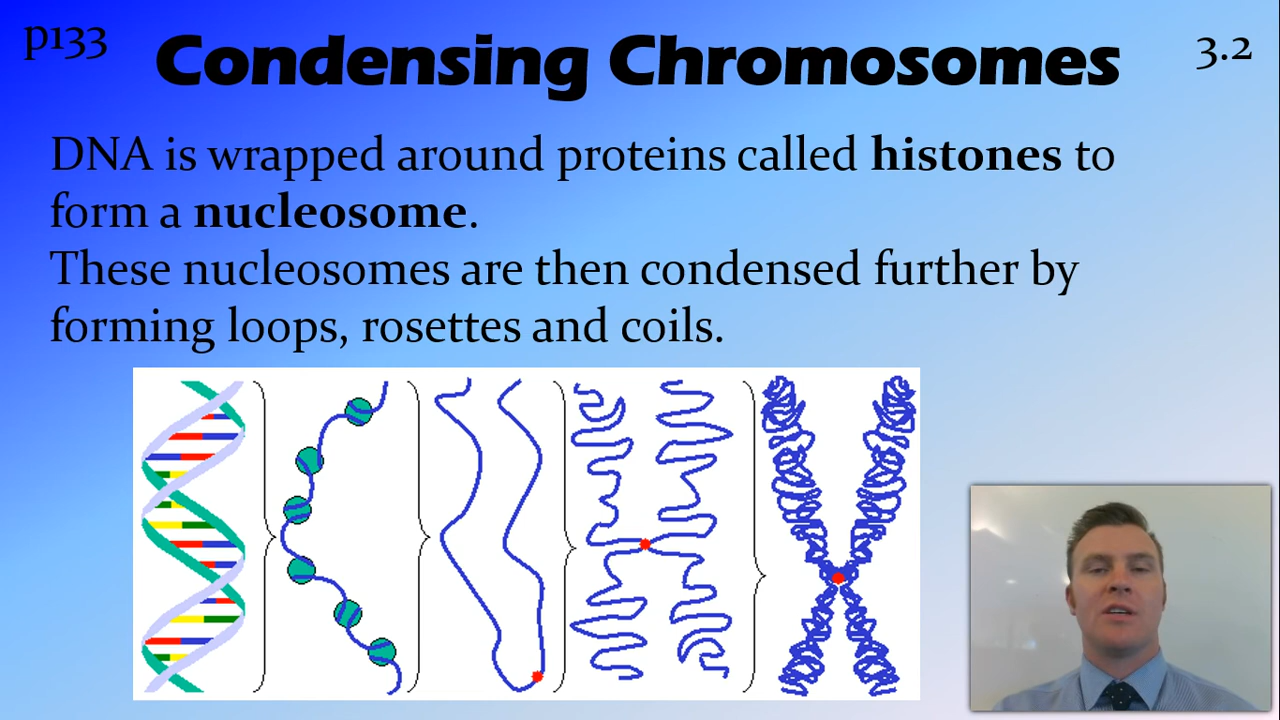 p133
Condensing Chromosomes
3.2
DNA is wrapped around proteins called histones to
form a nucleosome.
These nucleosomes are then condensed further by
forming loops, rosettes and coils.